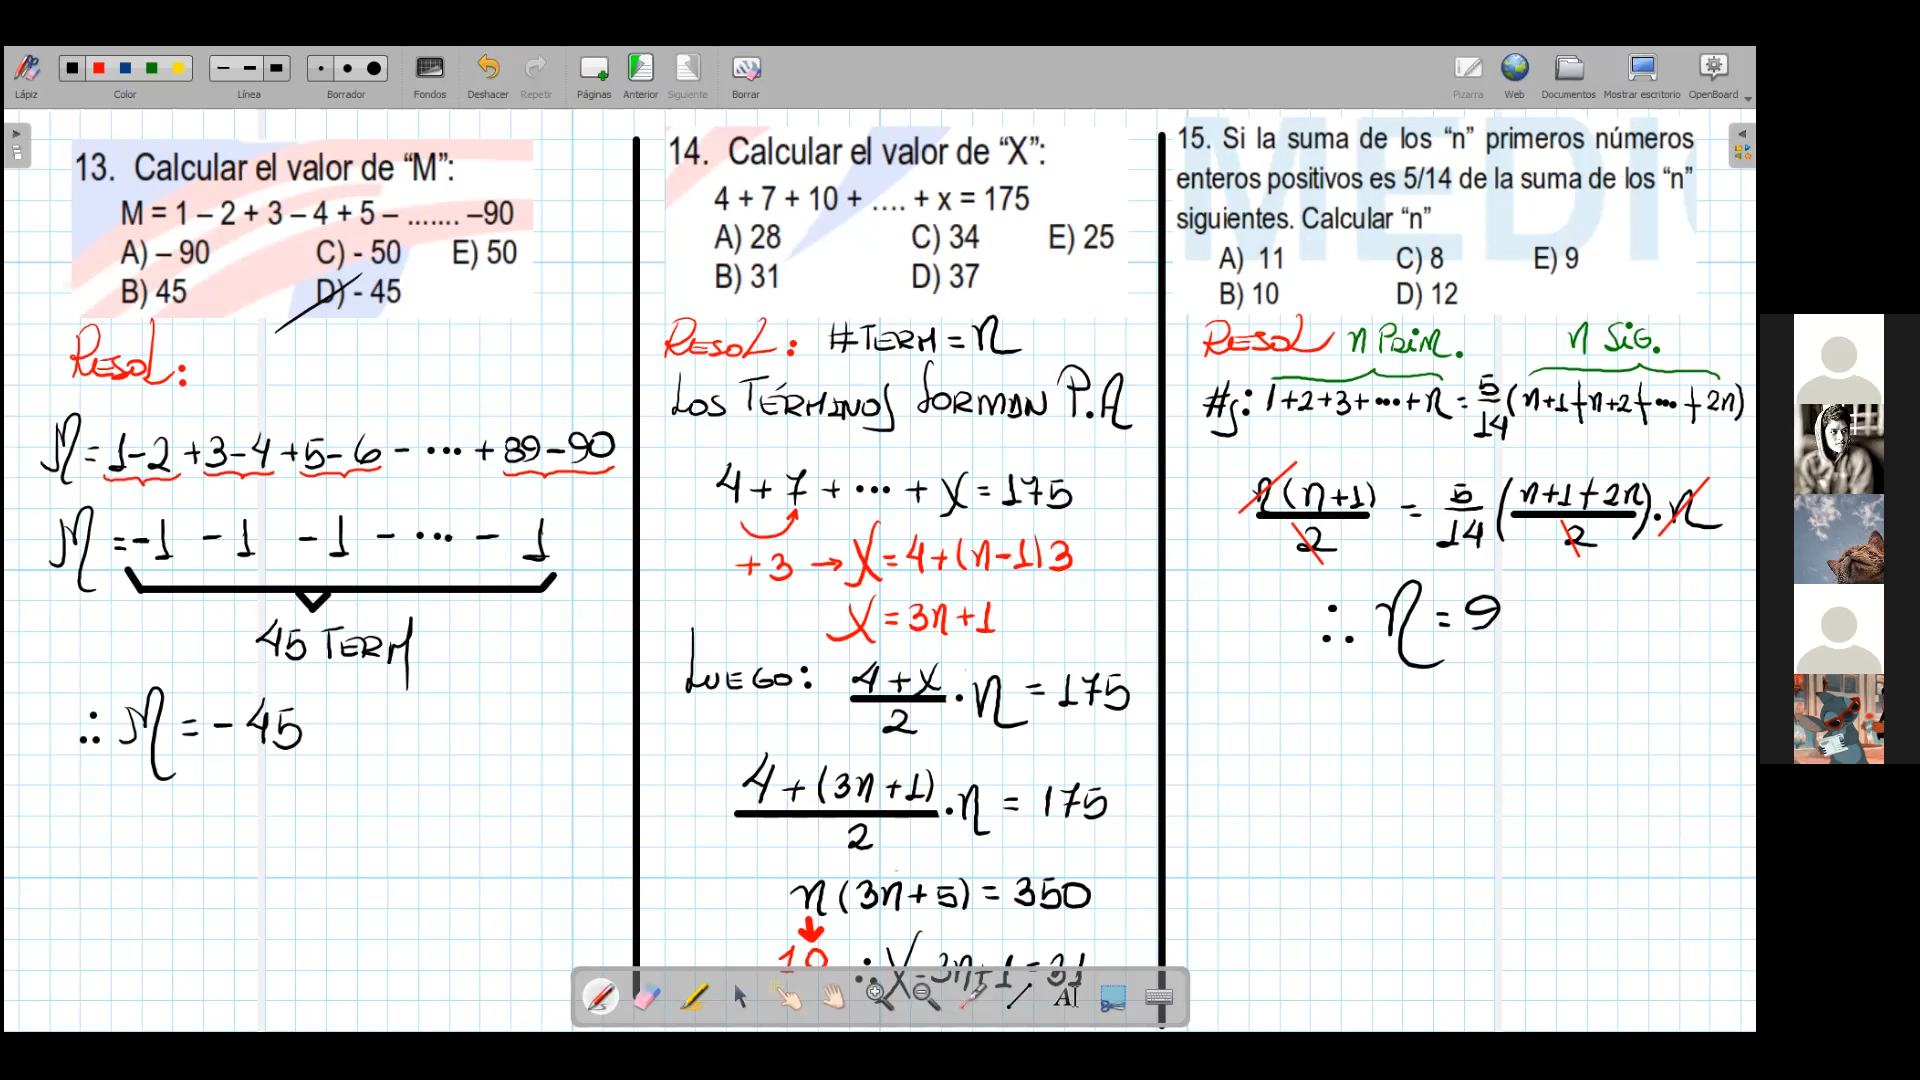 Lápiz Color Línea Borrador Fondos Deshacer Repetir Páginas Anterior Siguiente Borrar Pizarra Web Documentos Mostrar escritorio OpenBoard
13. Calcular el valor de “M”:
M = 1 – 2 + 3 – 4 + 5 – ....... –90
A) – 90 C) - 50 E) 50
B) 45 D) - 45
RESOL:
M = 1-2 +3-4 +5-6 - ... + 89-90
M = -1 -1 -1 - ... - 1
45 TERM
∴ M = -45
14. Calcular el valor de “X”:
4 + 7 + 10 + .... + x = 175
A) 28 C) 34 E) 25
B) 31 D) 37
RESOL: #TERM = n
LOS TÉRMINOS FORMAN P.A
4 + 7 + ... + X = 175
+3 → X = 4+(n-1)3
X = 3n+1
LUEGO: 4+X/2 . n = 175
4+(3n+1)/2 . n = 175
n(3n+5) = 350
10 ∴ X=3n+1=31
15. Si la suma de los “n” primeros números
enteros positivos es 5/14 de la suma de los “n”
siguientes. Calcular “n”
A) 11 C) 8 E) 9
B) 10 D) 12
MEDI
RESOL n PRIM. n SIG.
#s: 1+2+3+...+n = 5/14 (n+1+n+2+...+2n)
n(n+1)/2 = 5/14 (n+1+2n/2) . n
∴ n = 9
AI